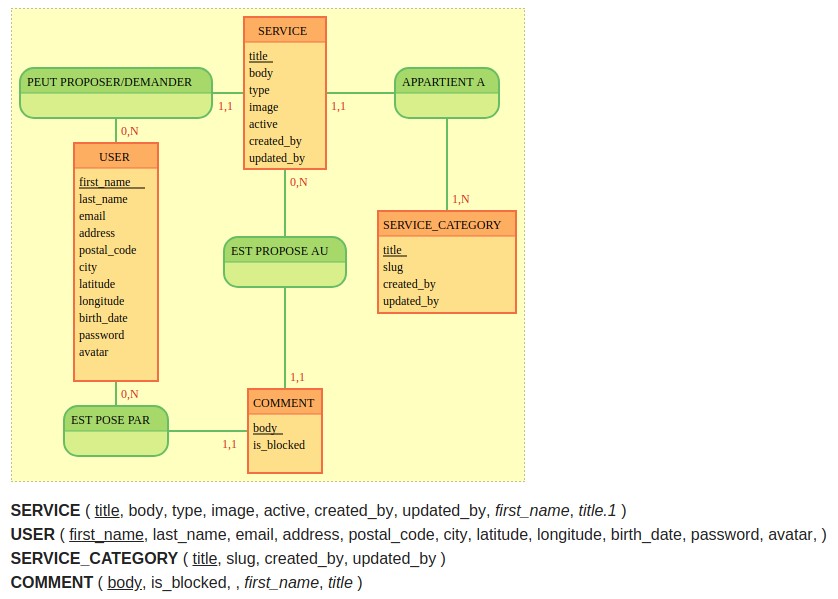 SERVICE
title
body
type
image
active
created_by
updated_by
PEUT PROPOSER/DEMANDER
1,1
0,N
1,1
APPARTIENT A
1,N
USER
first_name
last_name
email
address
postal_code
city
latitude
longitude
birth_date
password
avatar
0,N
EST PROPOSE AU
1,1
SERVICE_CATEGORY
title
slug
created_by
updated_by
0,N
EST POSE PAR
1,1
COMMENT
body
is_blocked
SERVICE ( title, body, type, image, active, created_by, updated_by, first_name, title.1 )
USER ( first_name, last_name, email, address, postal_code, city, latitude, longitude, birth_date, password, avatar, )
SERVICE_CATEGORY ( title, slug, created_by, updated_by )
COMMENT ( body, is_blocked, , first_name, title )